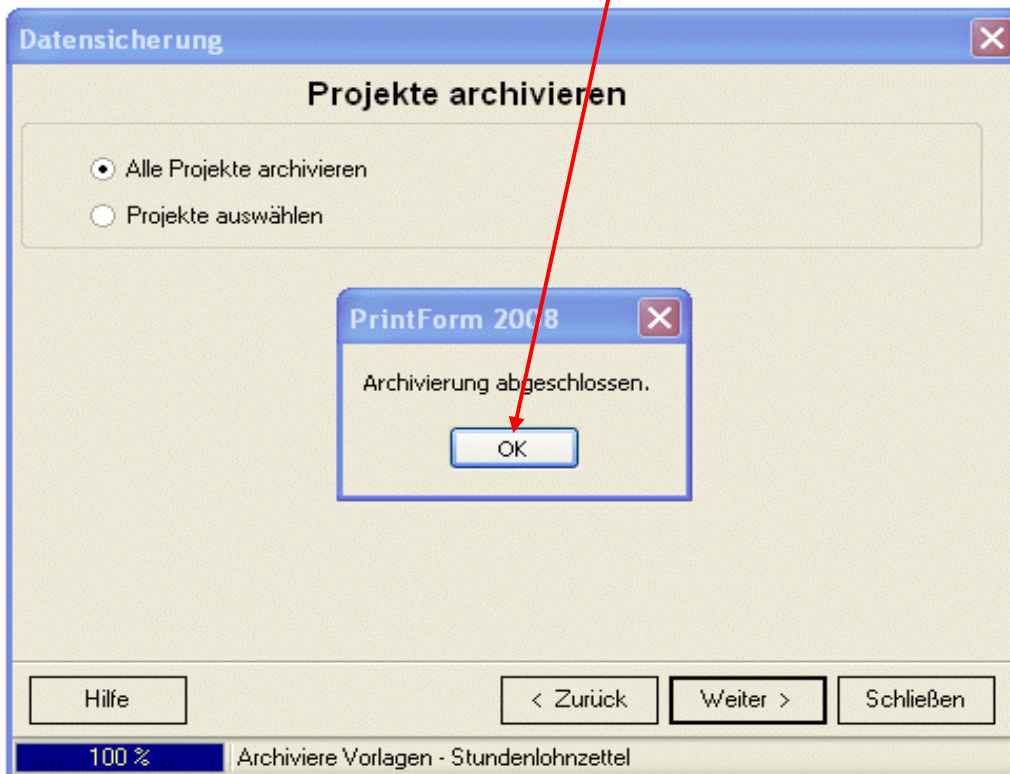 Datensicherung
Projekte archivieren
Alle Projekte archivieren
Projekte auswählen
PrintForm 2008
Archivierung abgeschlossen.
OK
Hilfe
< Zurück
Weiter >
Schließen
100 %
Archiviere Vorlagen - Stundenlohnzettel